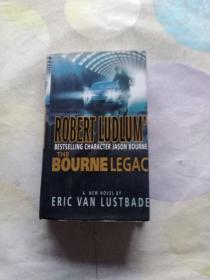 ROBERT LUDLUM'
BESTSELLING CHARACTER JASON BOURNE
THE
BOURNE LEGAC
A NEW NOVEL BY
ERIC VAN LUSTBADE